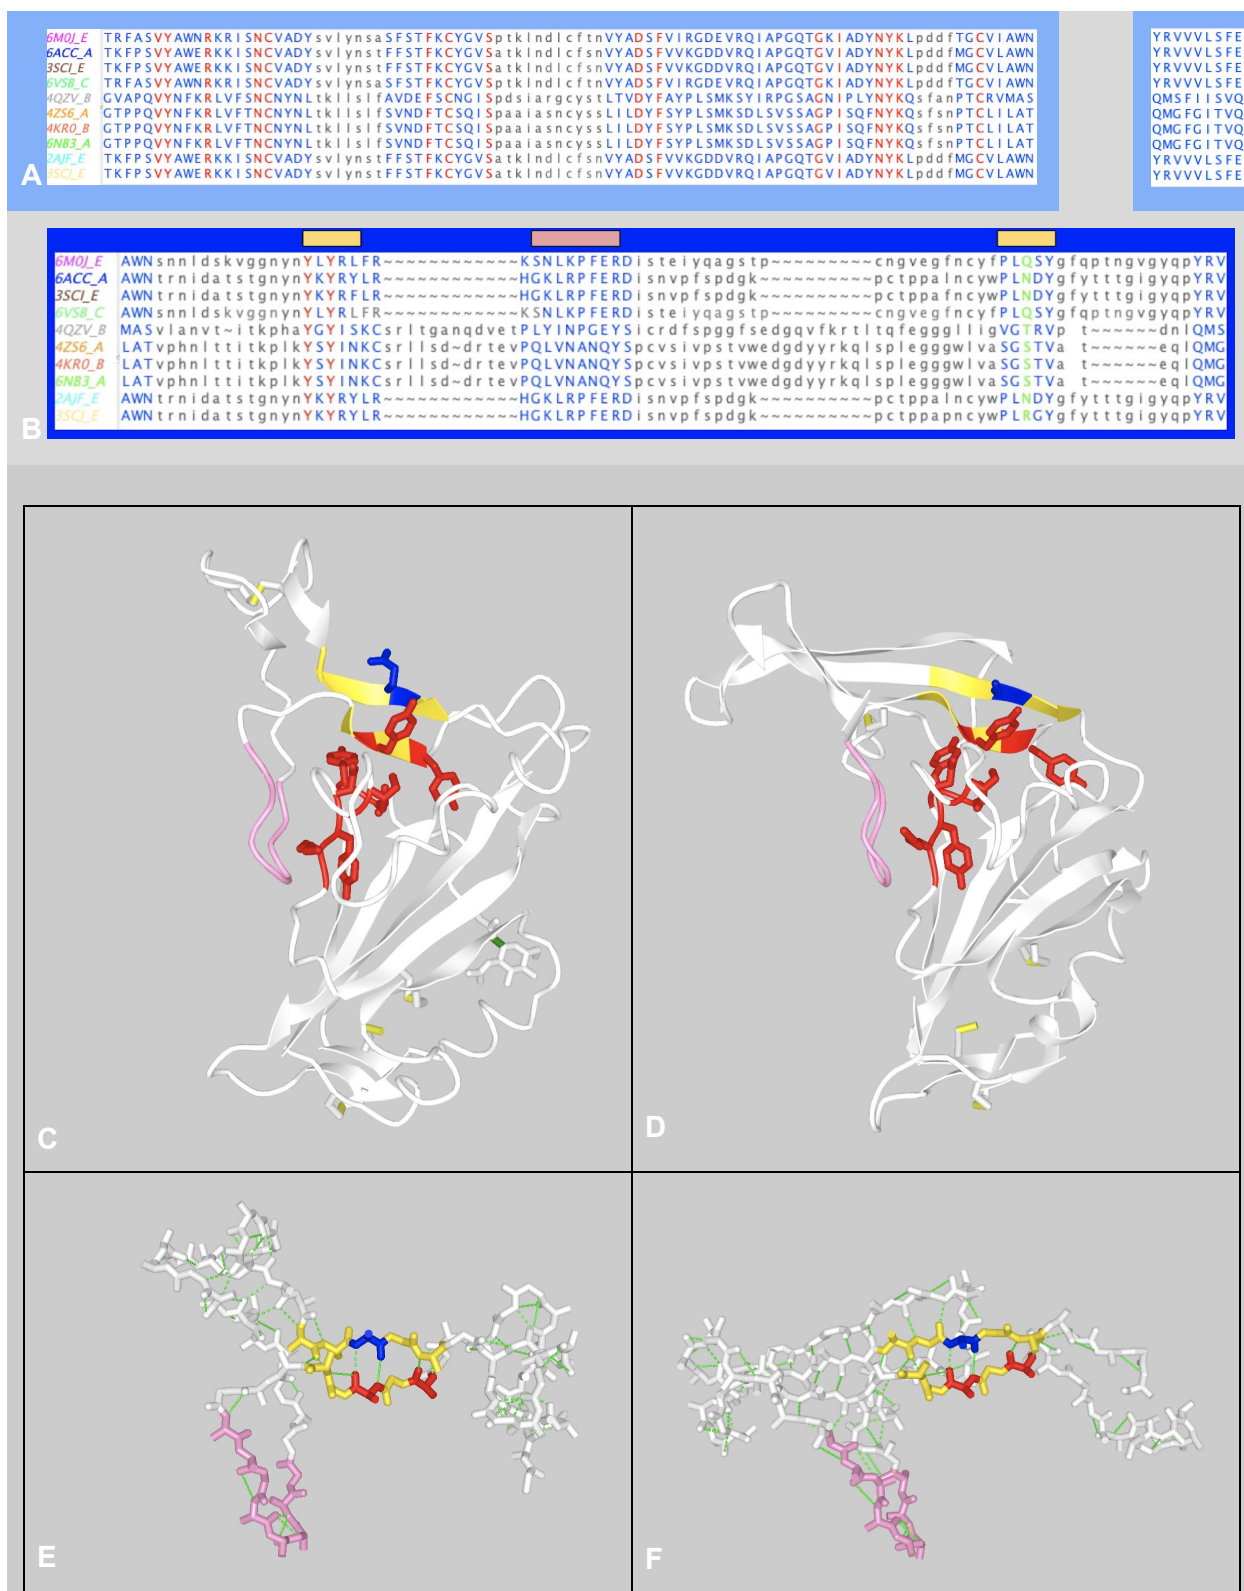 6M0J_E TRFASVYAWNRKRISNCVADYsvlynsaSFSTFKCYGVSptklndlcftnVYADSFVIRGDEVRQIAPGQTGKIADYNYKLpddfTGCVIAWN YRVVVLSFE
6ACC_A TKFPSVYAWERKKISNCVADYsvlynstFFSTFKCYGVSatklndlcfsnVYADSFVVKGDDVRQIAPGQTGVIADYNYKLpddfMGCVLAWN YRVVVLSFE
3SCI_E TKFPSVYAWERKKISNCVADYsvlynstFFSTFKCYGVSatklndlcfsnVYADSFVVKGDDVRQIAPGQTGVIADYNYKLpddfMGCVLAWN YRVVVLSFE
6VSB_C TRFASVYAWNRKRISNCVADYsvlynsaSFSTFKCYGVSptklndlcftnVYADSFVIRGDEVRQIAPGQTGKIADYNYKLpddfTGCVIAWN YRVVVLSFE
4QZV_B GVAPQVYNFKRLVFSNCNYNLtkllslfAVDEFSCNGISpdsiargcystLTVDYFAYPLSMKSYIRPGSAGNIPLYNYKQsfanPTCRVMAS QMSFIISVQ
4ZS6_A GTPPQVYNFKRLVFTNCNYNLtkllslfSVNDFTCSQISpaaiasncyssLILDYFSYPLSMKSDLSVSSAGPISQFNYKQsfsnPTCLILAT QMGFGITVQ
4KR0_B GTPPQVYNFKRLVFTNCNYNLtkllslfSVNDFTCSQISpaaiasncyssLILDYFSYPLSMKSDLSVSSAGPISQFNYKQsfsnPTCLILAT QMGFGITVQ
6NB3_A GTPPQVYNFKRLVFTNCNYNLtkllslfSVNDFTCSQISpaaiasncyssLILDYFSYPLSMKSDLSVSSAGPISQFNYKQsfsnPTCLILAT QMGFGITVQ
2AJF_E TKFPSVYAWERKKISNCVADYsvlynstFFSTFKCYGVSatklndlcfsnVYADSFVVKGDDVRQIAPGQTGVIADYNYKLpddfMGCVLAWN YRVVVLSFE
3SCJ_E TKFPSVYAWERKKISNCVADYsvlynstFFSTFKCYGVSatklndlcfsnVYADSFVVKGDDVRQIAPGQTGVIADYNYKLpddfMGCVLAWN YRVVVLSFE
A
6M0J_E AWNsnnldskvggnynYLYRLFR~~~~~~~~~~~~KSNLKPFERDisteiyqagstp~~~~~~~~~cngvegfncyfPLQSYgfqptngvgyqpYRV
6ACC_A AWNtrnidatstgnynYKYRYLR~~~~~~~~~~~~HGKLRPFERDisnvpfspdgk~~~~~~~~~~pctppalncywPLNDYgfytttgigyqpYRV
3SCI_E AWNtrnidatstgnynYKYRFLR~~~~~~~~~~~~HGKLRPFERDisnvpfspdgk~~~~~~~~~~pctppalncywPLNDYgfytttgigyqpYRV
6VSB_C AWNsnnldskvggnynYLYRLFR~~~~~~~~~~~~KSNLKPFERDisteiyqagstp~~~~~~~~~cngvegfncyfPLQSYgfqptngvgyqpYRV
4QZV_B MASvlanvt~itkphaYGYISKCsrltganqdvetPLYINPGEYSicrdfspggfsedgqvfkrtltqfeggglligVGTRVp t~~~~~~dnlQMS
4ZS6_A LATvphnlttitkplkYSYINKCsrllsd~drtevPQLVNANQYSpcvsivpstvwedgdyyrkqlsplegggwlvaSGSTVa t~~~~~~eqlQMG
4KR0_B LATvphnlttitkplkYSYINKCsrllsd~drtevPQLVNANQYSpcvsivpstvwedgdyyrkqlsplegggwlvaSGSTVa t~~~~~~eqlQMG
6NB3_A LATvphnlttitkplkYSYINKCsrllsd~drtevPQLVNANQYSpcvsivpstvwedgdyyrkqlsplegggwlvaSGSTVa t~~~~~~eqlQMG
2AJF_E AWNtrnidatstgnynYKYRYLR~~~~~~~~~~~~HGKLRPFERDisnvpfspdgk~~~~~~~~~~pctppalncywPLNDYgfytttgigyqpYRV
3SCJ_E AWNtrnidatstgnynYKYRYLR~~~~~~~~~~~~HGKLRPFERDisnvpfspdgk~~~~~~~~~~pctppapncywPLRGYgfytttgigyqpYRV
B
C
D
E
F